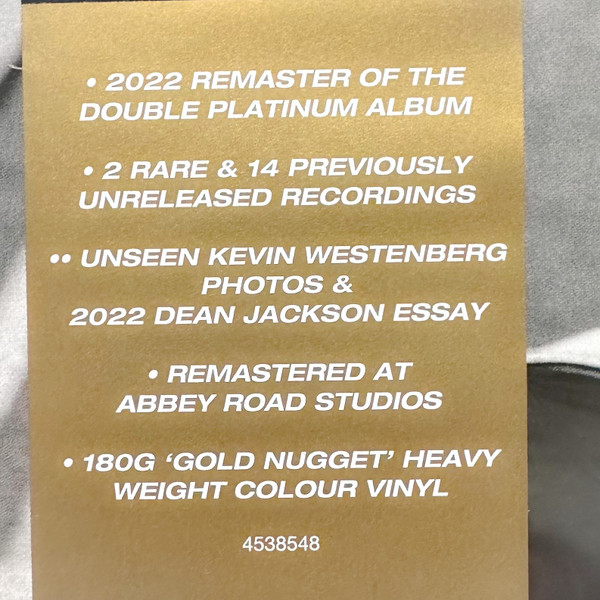 • 2022 REMASTER OF THE
DOUBLE PLATINUM ALBUM
• 2 RARE & 14 PREVIOUSLY
UNRELEASED RECORDINGS
•• UNSEEN KEVIN WESTENBERG
PHOTOS &
2022 DEAN JACKSON ESSAY
• REMASTERED AT
ABBEY ROAD STUDIOS
• 180G ‘GOLD NUGGET’ HEAVY
WEIGHT COLOUR VINYL
4538548